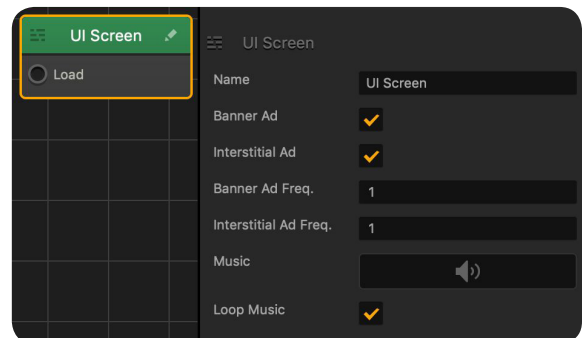 UI Screen
Load
UI Screen
Name
UI Screen
Banner Ad
Interstitial Ad
Banner Ad Freq.
1
Interstitial Ad Freq.
1
Music
Loop Music